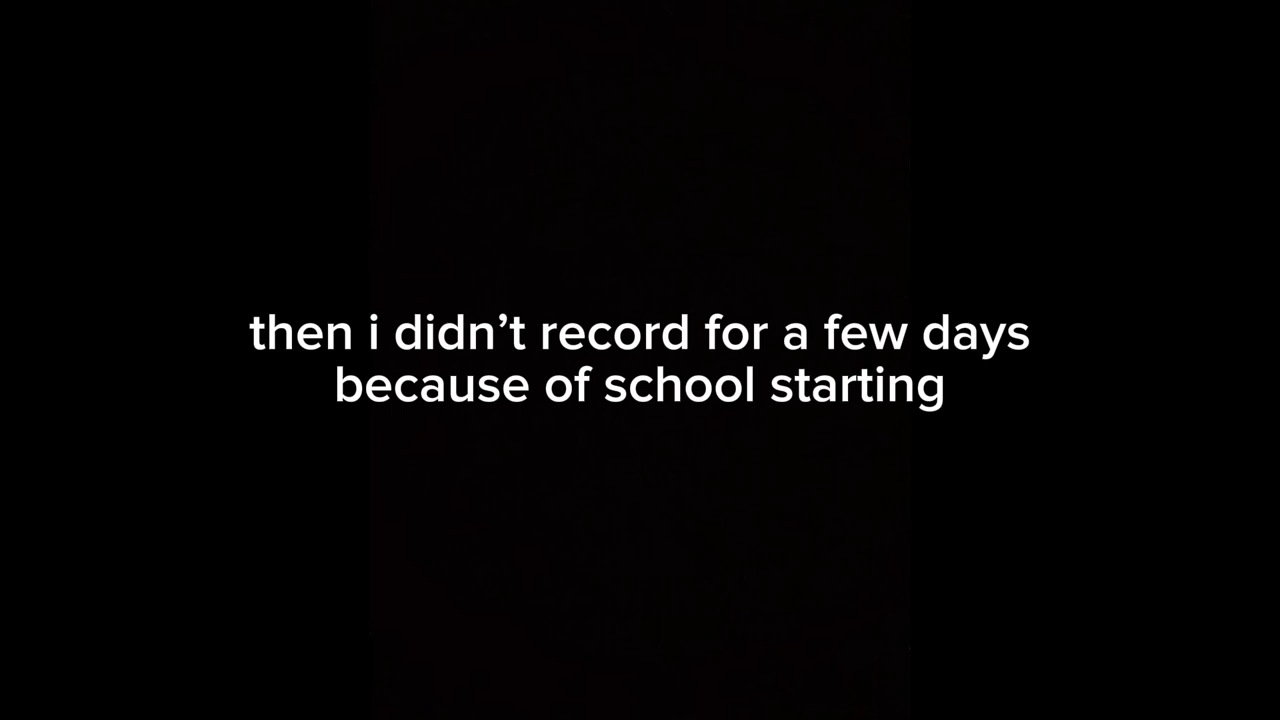 then i didn’t record for a few days
because of school starting